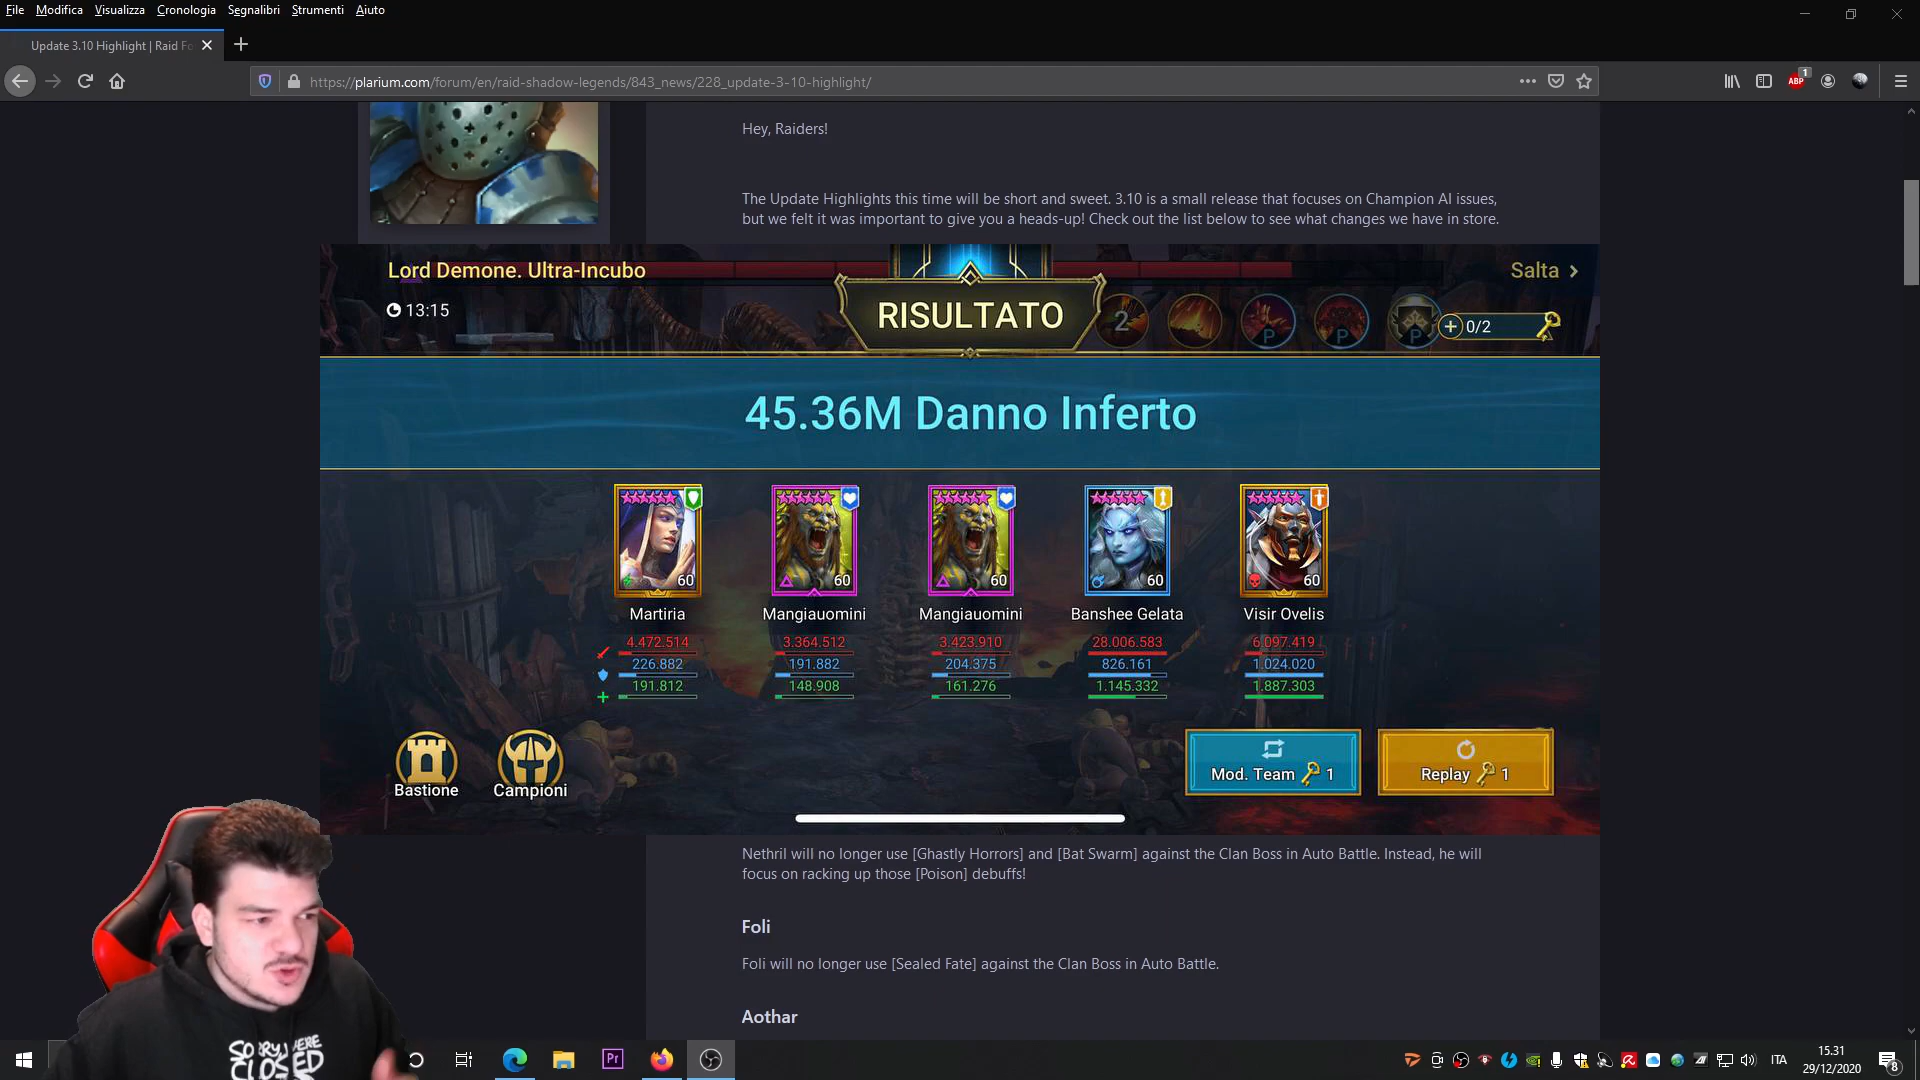 File Modifica Visualizza Cronologia Segnalibri Strumenti Aiuto
Update 3.10 Highlight | Raid Fo
https://plarium.com/forum/en/raid-shadow-legends/843_news/228_update-3-10-highlight/
ABP 1
Hey, Raiders!
The Update Highlights this time will be short and sweet. 3.10 is a small release that focuses on Champion AI issues,
but we felt it was important to give you a heads-up! Check out the list below to see what changes we have in store.
Lord Demone. Ultra-Incubo
Salta
13:15
RISULTATO
2 P P P
0/2
45.36M Danno Inferto
60 60 60 60 60
Martiria Mangiauomini Mangiauomini Banshee Gelata Visir Ovelis
4.472.514 3.364.512 3.423.910 28.006.583 6.097.419
226.882 191.882 204.375 826.161 1.024.020
191.812 148.908 161.276 1.145.332 1.887.303
Mod. Team 1 Replay 1
Bastione Campioni
Nethril will no longer use [Ghastly Horrors] and [Bat Swarm] against the Clan Boss in Auto Battle. Instead, he will
focus on racking up those [Poison] debuffs!
Foli
Foli will no longer use [Sealed Fate] against the Clan Boss in Auto Battle.
Aothar
SORRY WE'RE
CLOSED
Pr
ITA
15.31
29/12/2020
8